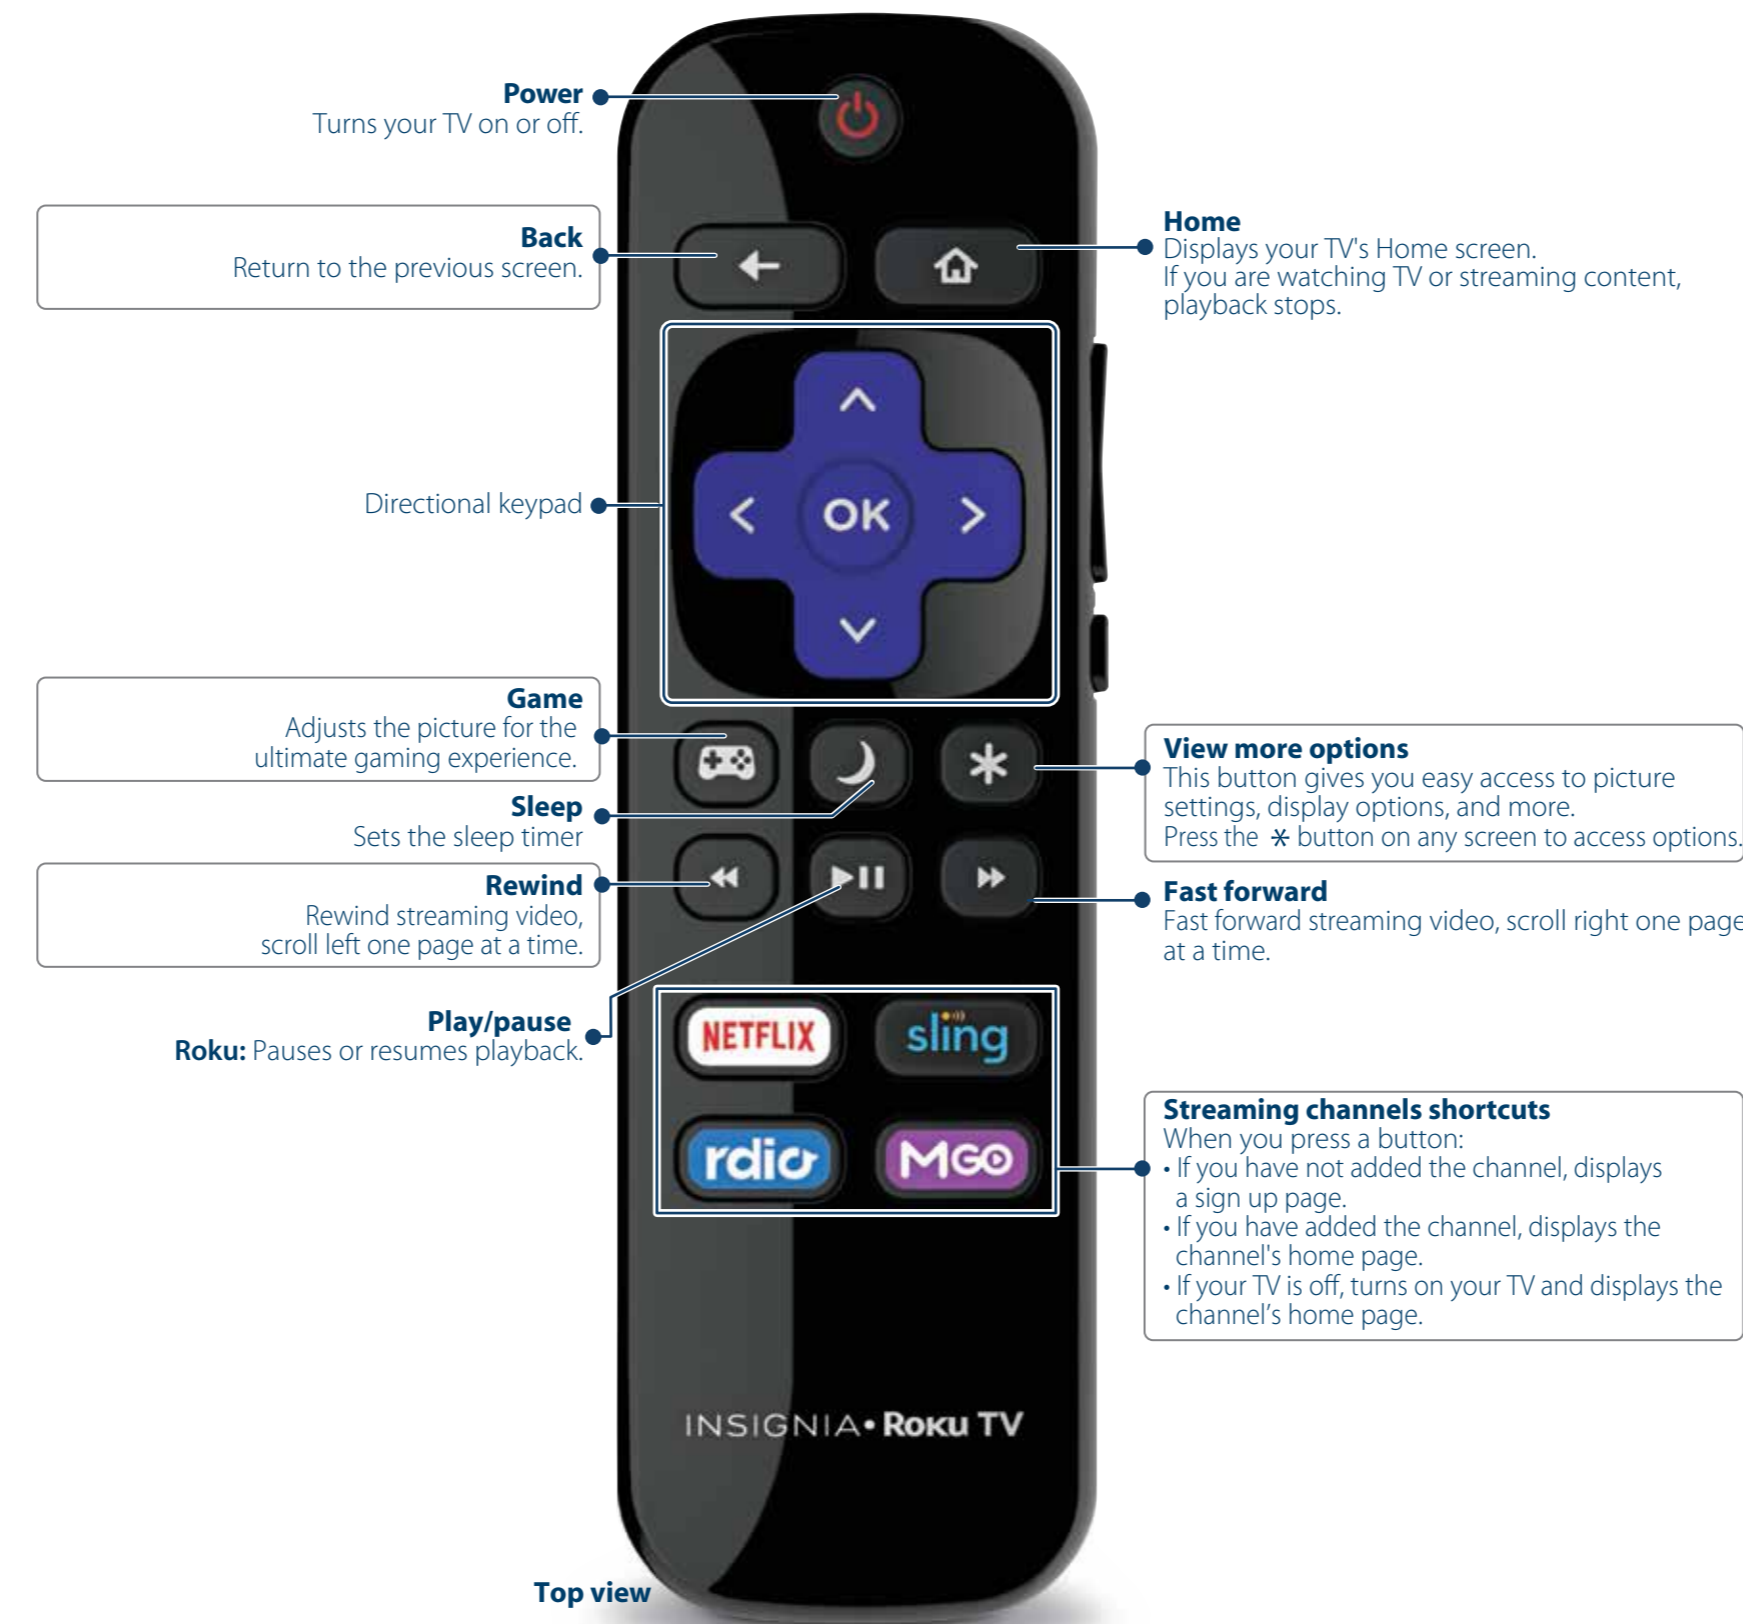 Power
Turns your TV on or off.
Back
Return to the previous screen.
Home
Displays your TV's Home screen.
If you are watching TV or streaming content,
playback stops.
Directional keypad
OK
Game
Adjusts the picture for the
ultimate gaming experience.
Sleep
Sets the sleep timer
View more options
This button gives you easy access to picture
settings, display options, and more.
Press the * button on any screen to access options.
Rewind
Rewind streaming video,
scroll left one page at a time.
Fast forward
Fast forward streaming video, scroll right one page
at a time.
Play/pause
Roku: Pauses or resumes playback.
NETFLIX
sling
rdio
MGO
Streaming channels shortcuts
When you press a button:
• If you have not added the channel, displays
a sign up page.
• If you have added the channel, displays the
channel's home page.
• If your TV is off, turns on your TV and displays the
channel’s home page.
INSIGNIA• ROKU TV
Top view